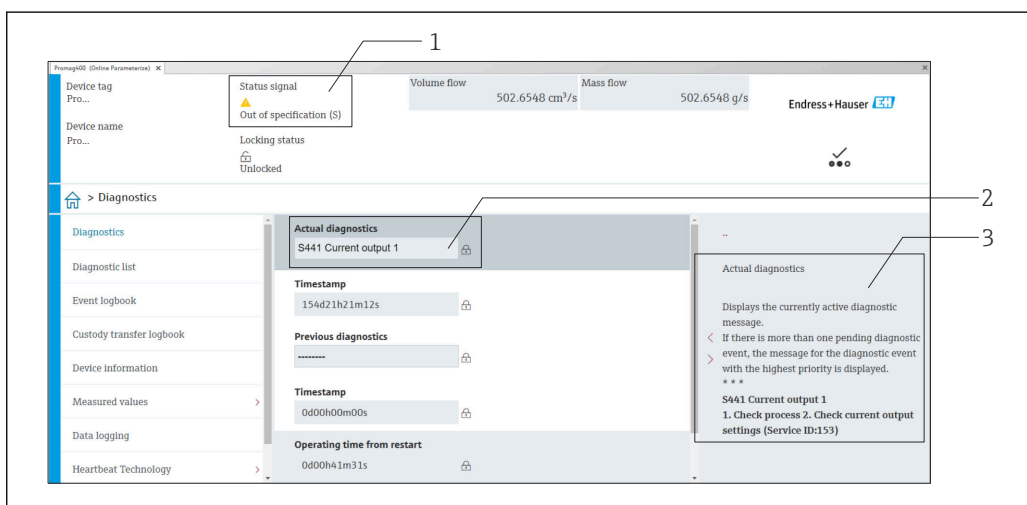 1
Promag400 (Online Parameterize) ×
×
Device tag
Pro...
Device name
Pro...
Status signal
Out of specification (S)
Locking status
Unlocked
Volume flow
502.6548 cm³/s
Mass flow
502.6548 g/s
Endress+Hauser EH
> Diagnostics
2
Diagnostics
Diagnostic list
Event logbook
Custody transfer logbook
Device information
Measured values >
Data logging
Heartbeat Technology >
Actual diagnostics
S441 Current output 1
Timestamp
154d21h21m12s
Previous diagnostics
--------
Timestamp
0d00h00m00s
Operating time from restart
0d00h41m31s
3
..
Actual diagnostics
Displays the currently active diagnostic
message.
If there is more than one pending diagnostic
event, the message for the diagnostic event
with the highest priority is displayed.
* * *
S441 Current output 1
1. Check process 2. Check current output
settings (Service ID:153)